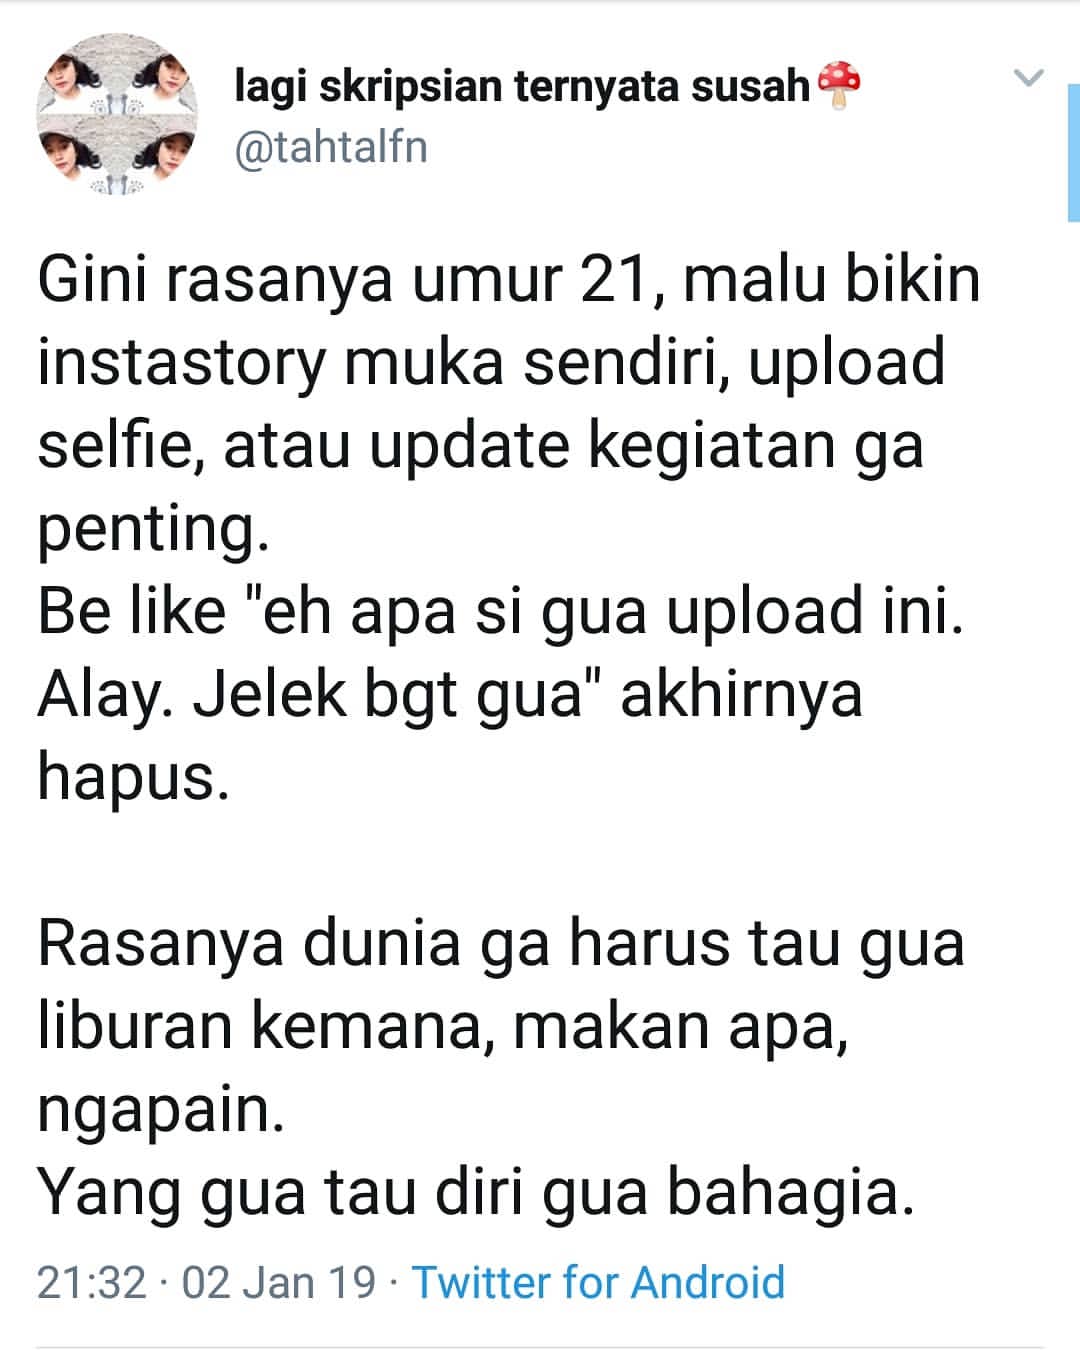 lagi skripsian ternyata susah🍄
@tahtalfn
Gini rasanya umur 21, malu bikin
instastory muka sendiri, upload
selfie, atau update kegiatan ga
penting.
Be like "eh apa si gua upload ini.
Alay. Jelek bgt gua" akhirnya
hapus.
Rasanya dunia ga harus tau gua
liburan kemana, makan apa,
ngapain.
Yang gua tau diri gua bahagia.
21:32 · 02 Jan 19 · Twitter for Android